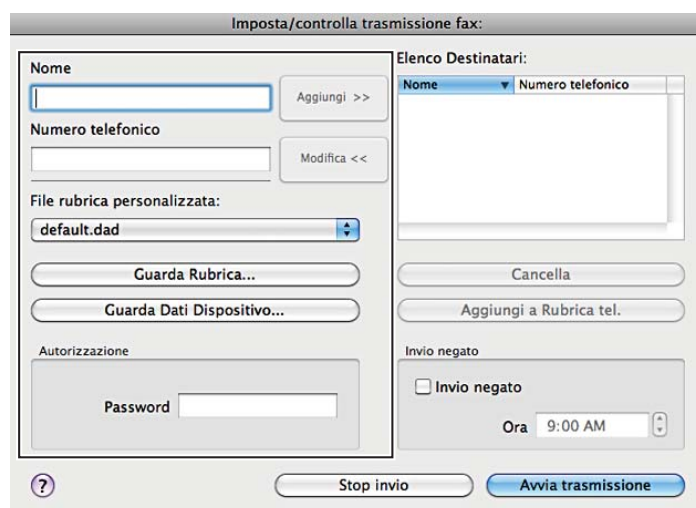 Imposta/controlla trasmissione fax:
Nome
Aggiungi >>
Numero telefonico
Modifica <<
File rubrica personalizzata:
default.dad
Guarda Rubrica...
Guarda Dati Dispositivo...
Autorizzazione
Password
Elenco Destinatari:
Nome Numero telefonico
Cancella
Aggiungi a Rubrica tel.
Invio negato
Invio negato
Ora 9:00 AM
?
Stop invio
Avvia trasmissione